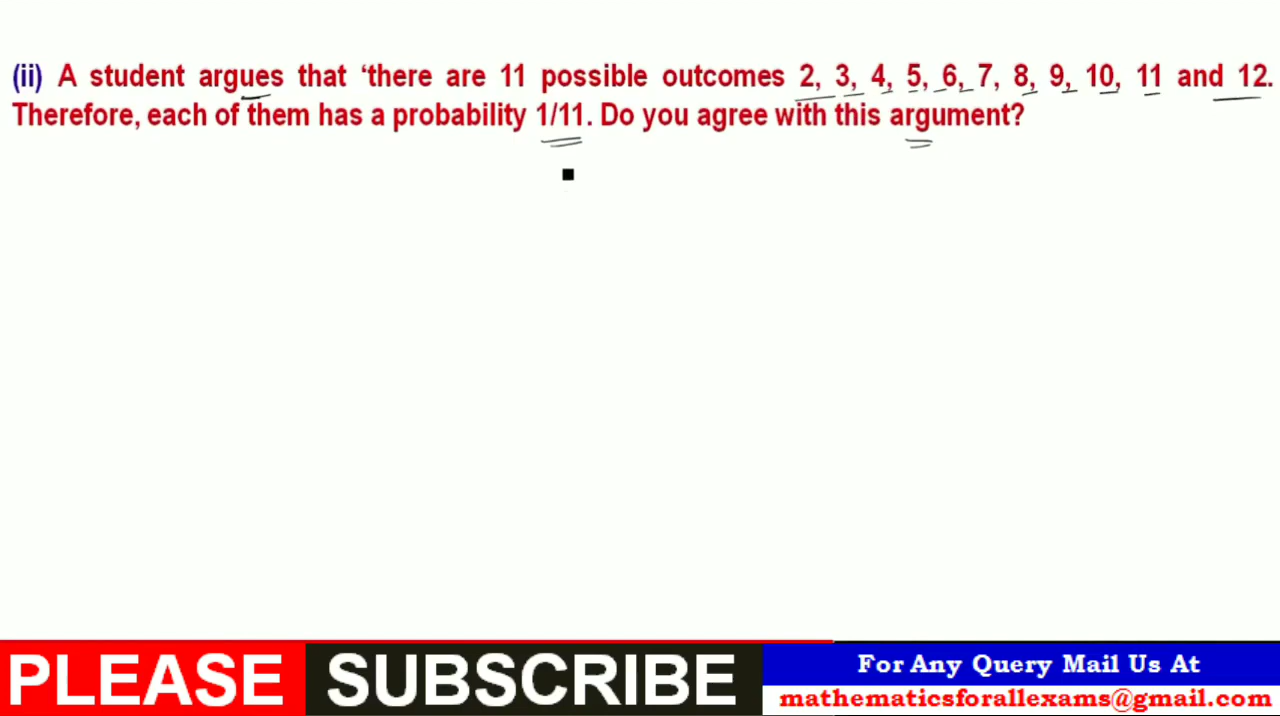 (ii) A student argues that ‘there are 11 possible outcomes 2, 3, 4, 5, 6, 7, 8, 9, 10, 11 and 12.
Therefore, each of them has a probability 1/11. Do you agree with this argument?
PLEASE SUBSCRIBE
For Any Query Mail Us At
mathematicsforallexams@gmail.com